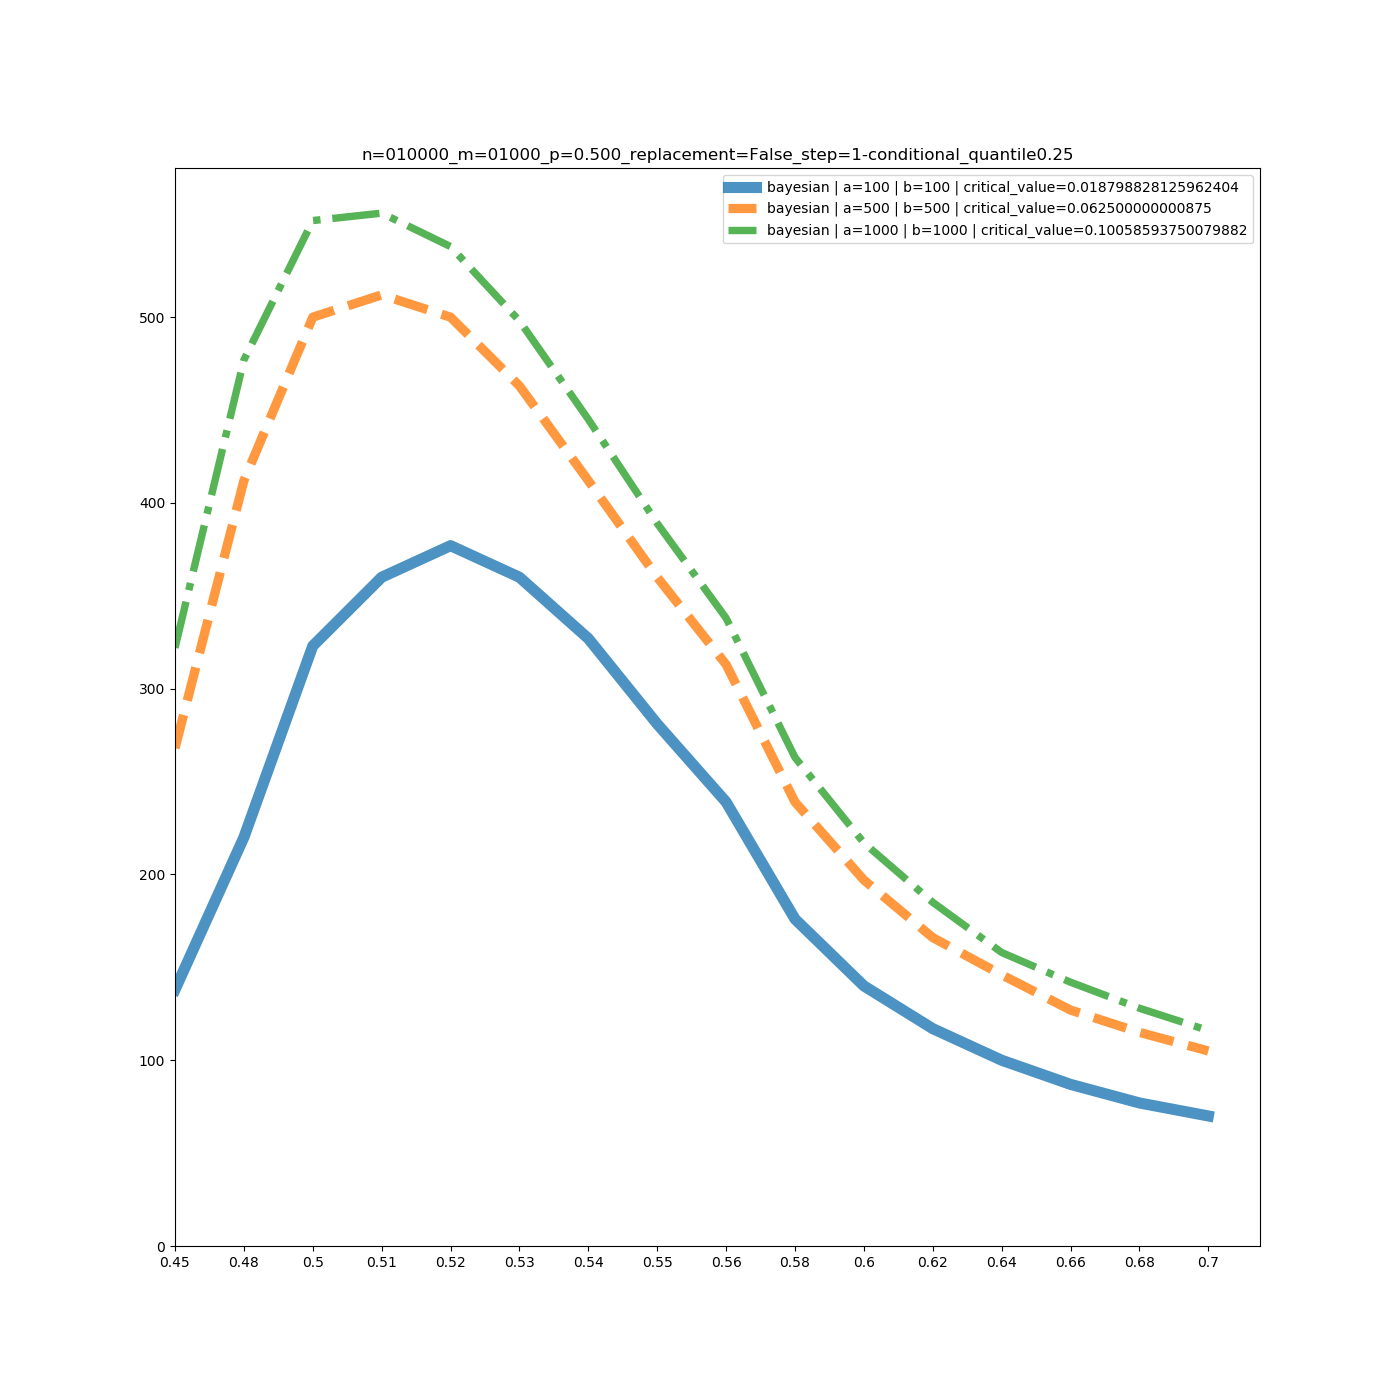 n=010000_m=01000_p=0.500_replacement=False_step=1-conditional_quantile0.25
bayesian | a=100 | b=100 | critical_value=0.018798828125962404
bayesian | a=500 | b=500 | critical_value=0.062500000000875
bayesian | a=1000 | b=1000 | critical_value=0.10058593750079882
500
400
300
200
100
0
0.45 0.48 0.5 0.51 0.52 0.53 0.54 0.55 0.56 0.58 0.6 0.62 0.64 0.66 0.68 0.7